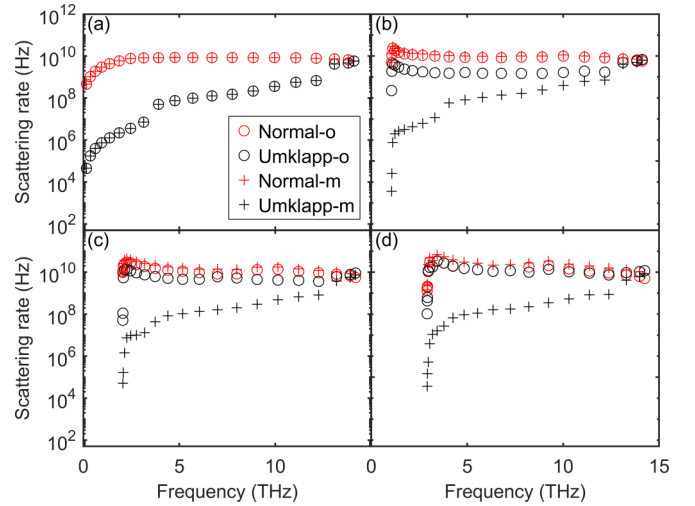 (a) (b)
Scattering rate (Hz)
10^12
10^10
10^8
10^6
10^4
10^2
Normal-o
Umklapp-o
Normal-m
Umklapp-m
(c) (d)
Scattering rate (Hz)
10^10
10^8
10^6
10^4
10^2
0 5 10 0 5 10 15
Frequency (THz) Frequency (THz)